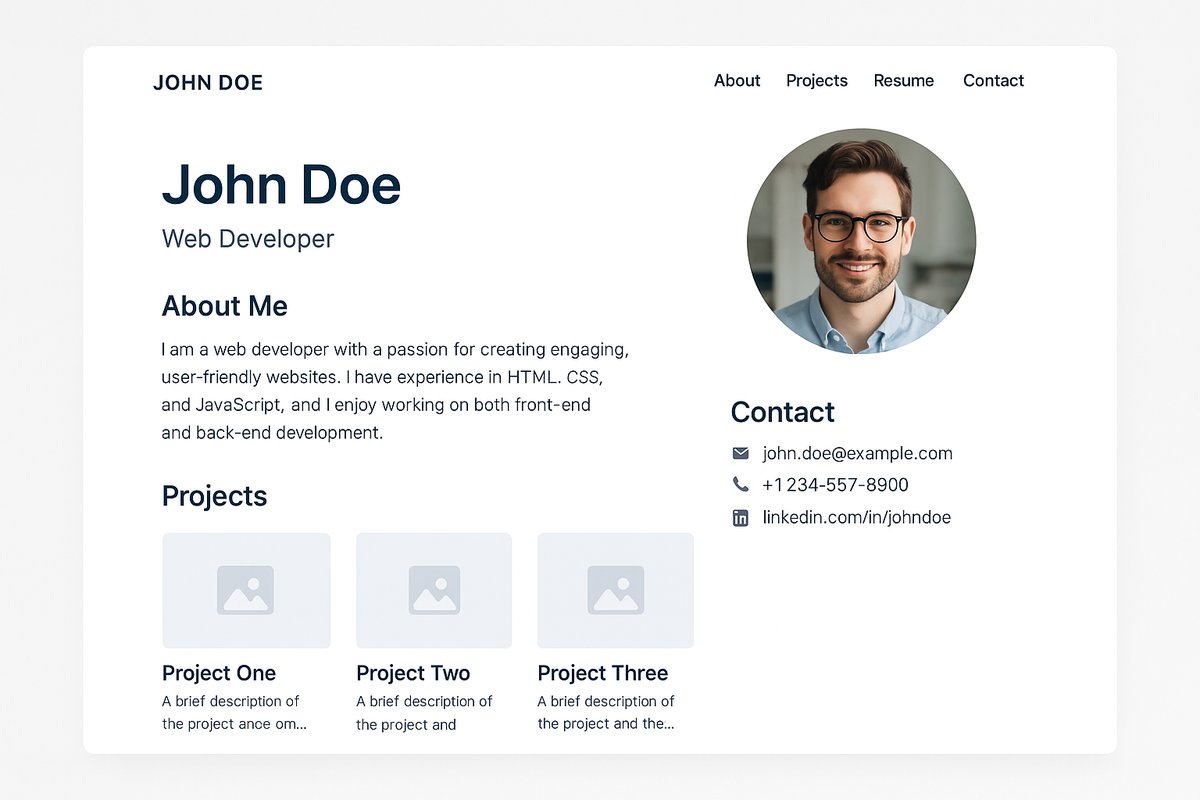 JOHN DOE
About Projects Resume Contact
John Doe
Web Developer
About Me
I am a web developer with a passion for creating engaging,
user-friendly websites. I have experience in HTML. CSS,
and JavaScript, and I enjoy working on both front-end
and back-end development.
Projects
Project One
A brief description of
the project ance om...
Project Two
A brief description of
the project and
Project Three
A brief description of
the project and the...
Contact
john.doe@example.com
+1 234-557-8900
in
linkedin.com/in/johndoe